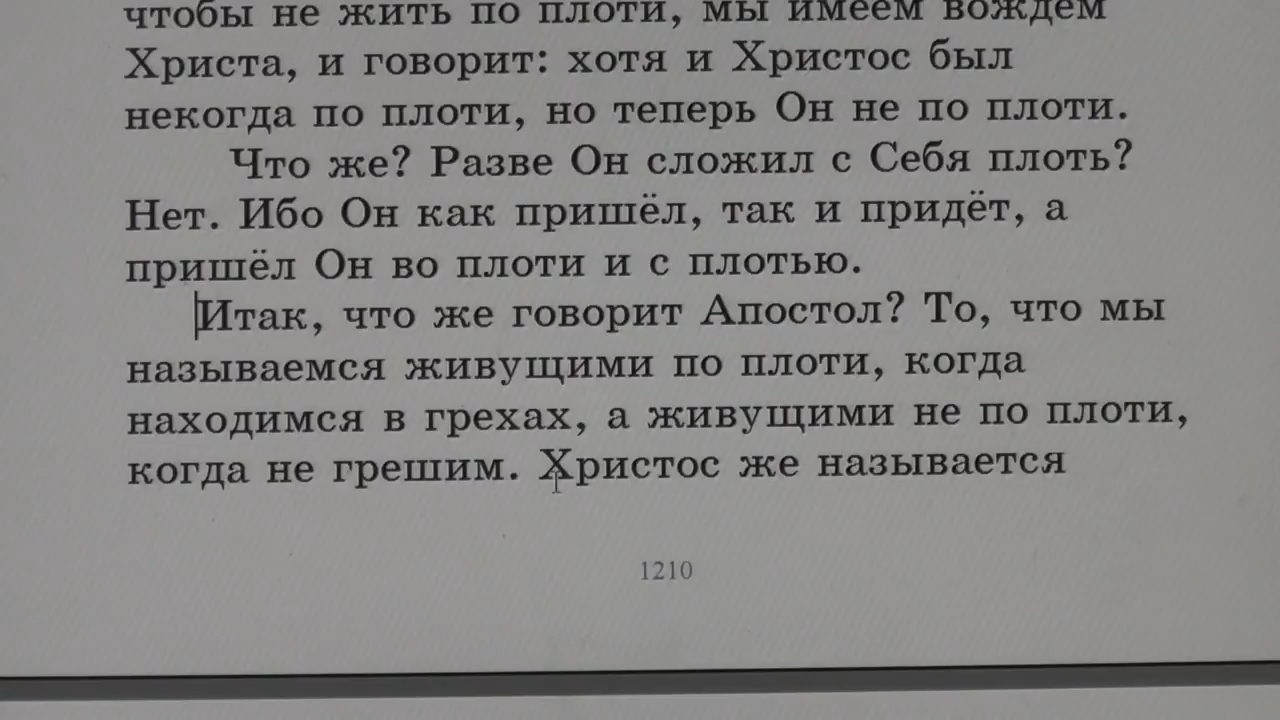 чтобы не жить по плоти, мы имеем вождем
Христа, и говорит: хотя и Христос был
некогда по плоти, но теперь Он не по плоти.
Что же? Разве Он сложил с Себя плоть?
Нет. Ибо Он как пришёл, так и придёт, а
пришёл Он во плоти и с плотью.
Итак, что же говорит Апостол? То, что мы
называемся живущими по плоти, когда
находимся в грехах, а живущими не по плоти,
когда не грешим. Христос же называется
1210